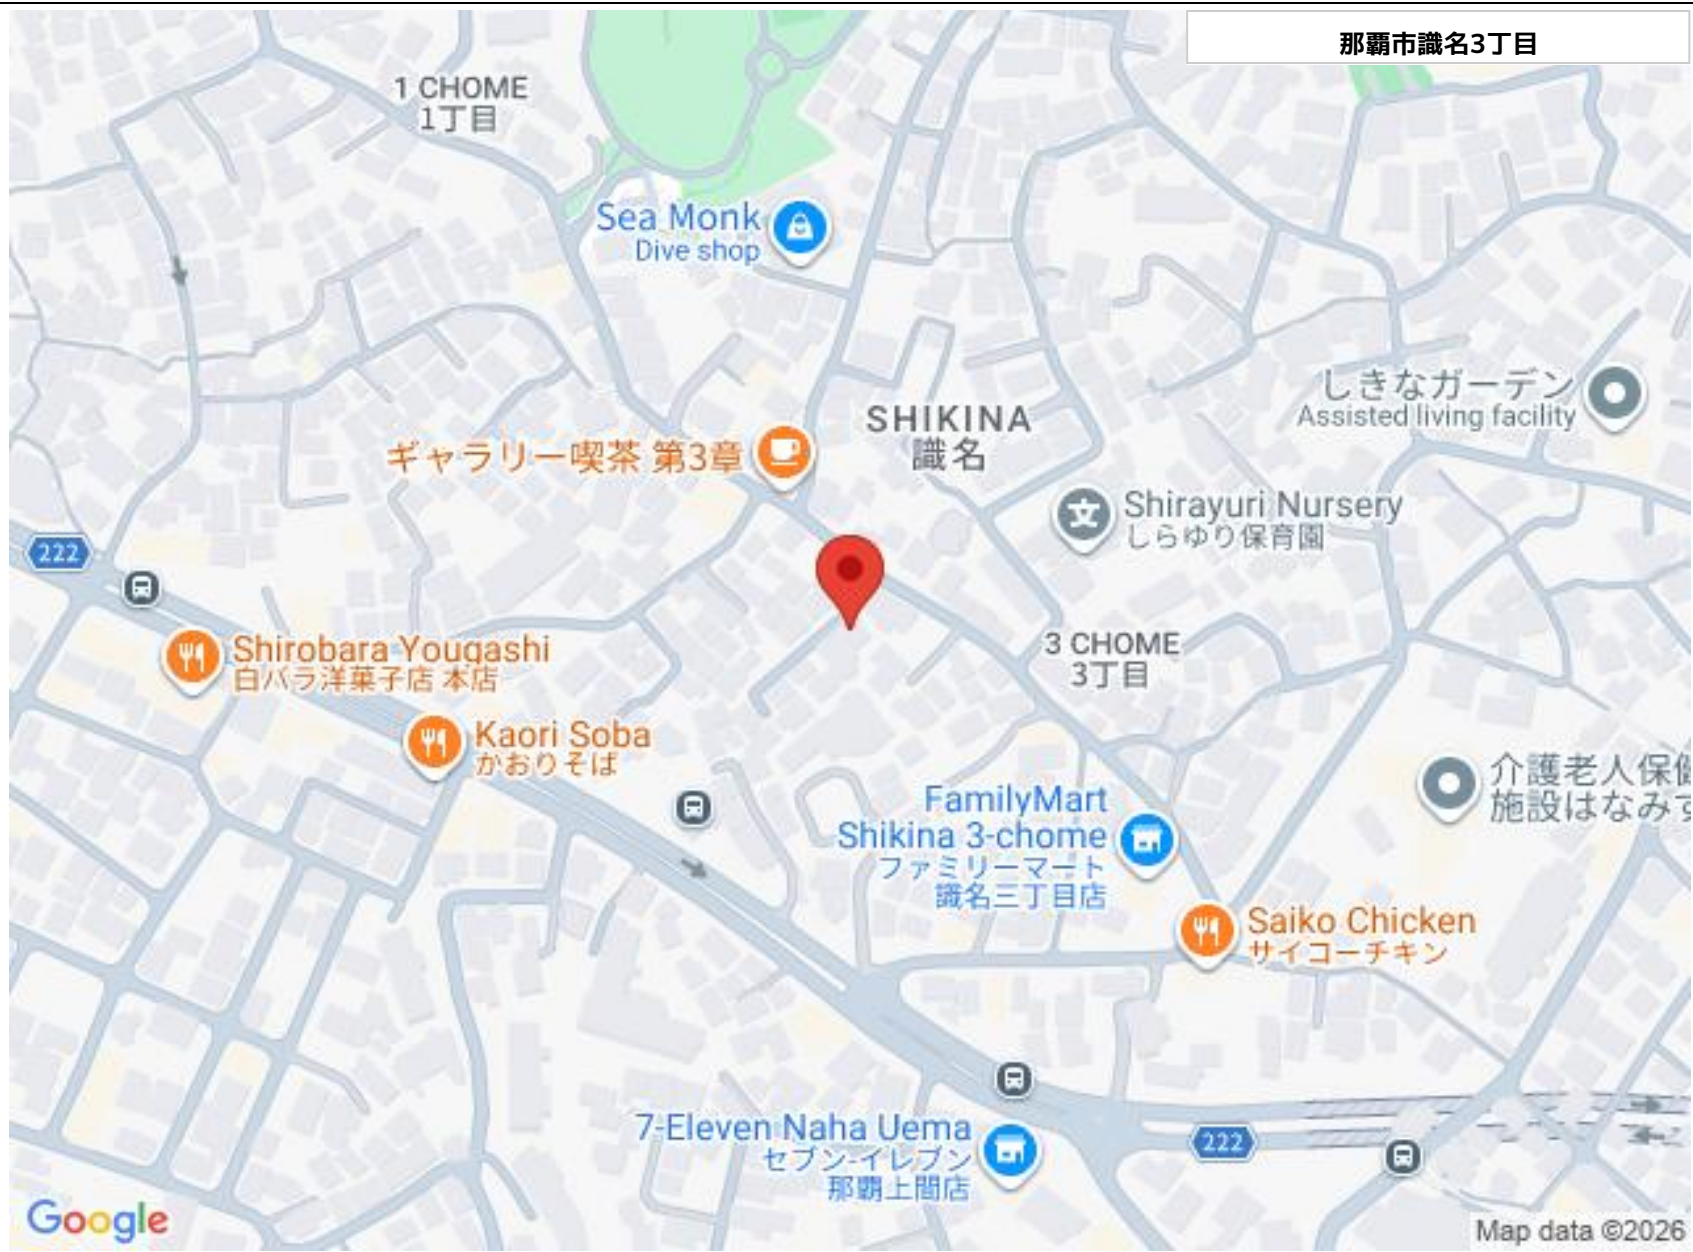 那覇市識名3丁目
1 CHOME
1丁目
Sea Monk
Dive shop
しきなガーデン
Assisted living facility
SHIKINA
識名
ギャラリー喫茶 第3章
Shirayuri Nursery
しらゆり保育園
222
Shirobara Yougashi
白バラ洋菓子店 本店
3 CHOME
3丁目
Kaori Soba
かおりそば
介護老人保健
施設はなみず
FamilyMart
Shikina 3-chome
ファミリーマート
識名三丁目店
Saiko Chicken
サイコーチキン
7-Eleven Naha Uema
セブン-イレブン
那覇上間店
222
Google
Map data ©2026